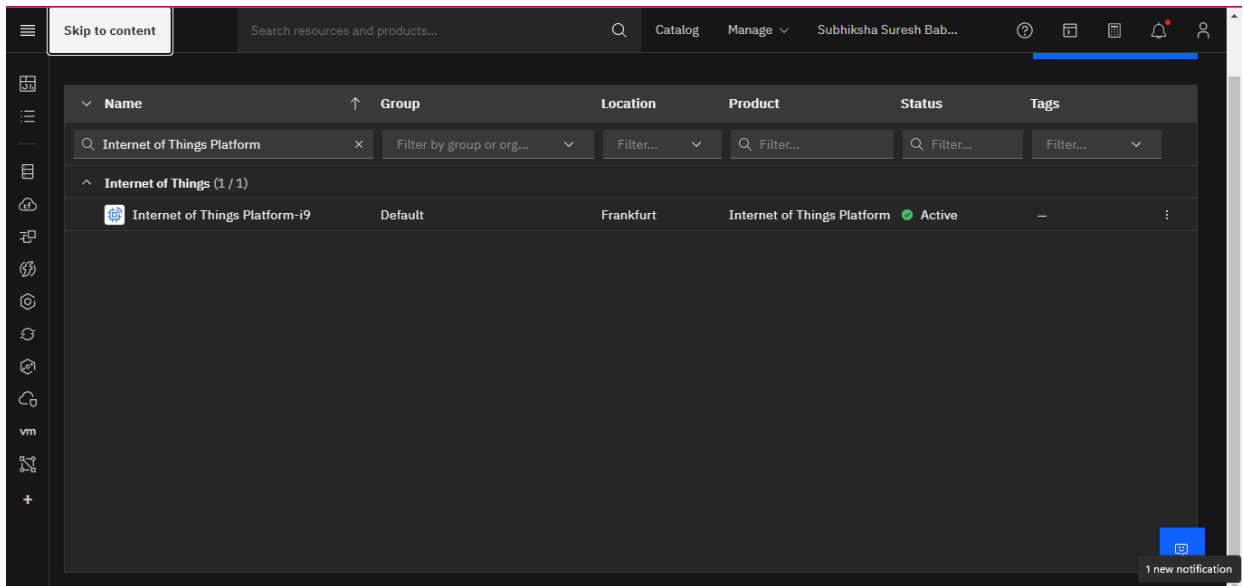 Skip to content
Search resources and products...
Catalog
Manage
Subhiksha Suresh Bab...
Name
Group
Location
Product
Status
Tags
Internet of Things Platform
Filter by group or org...
Filter...
Filter...
Filter...
Filter...
Internet of Things (1 / 1)
Internet of Things Platform-i9
Default
Frankfurt
Internet of Things Platform
Active
–
vm
1 new notification